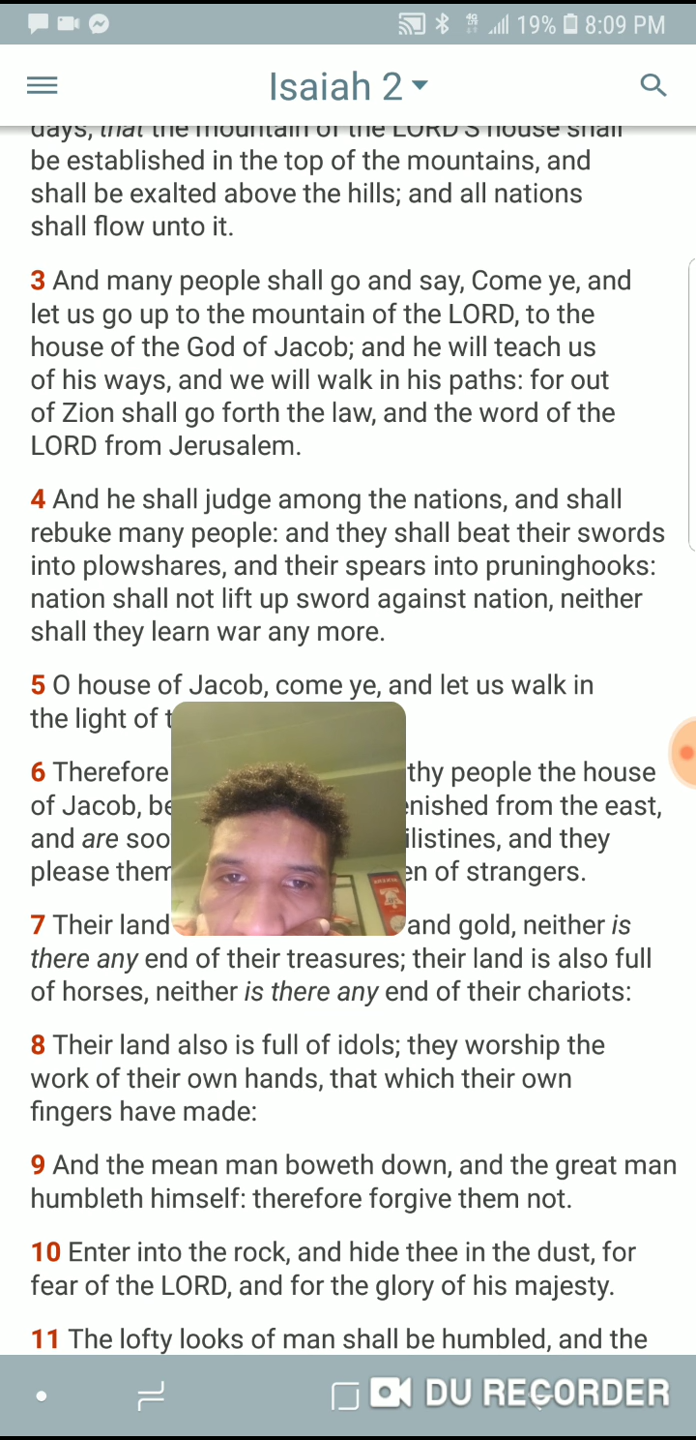 19% 8:09 PM
Isaiah 2
days, that the mountain of the LORD'S house shall
be established in the top of the mountains, and
shall be exalted above the hills; and all nations
shall flow unto it.
3 And many people shall go and say, Come ye, and
let us go up to the mountain of the LORD, to the
house of the God of Jacob; and he will teach us
of his ways, and we will walk in his paths: for out
of Zion shall go forth the law, and the word of the
LORD from Jerusalem.
4 And he shall judge among the nations, and shall
rebuke many people: and they shall beat their swords
into plowshares, and their spears into pruninghooks:
nation shall not lift up sword against nation, neither
shall they learn war any more.
5 O house of Jacob, come ye, and let us walk in
the light of
6 Therefore thy people the house
of Jacob, from the east,
and are and they
please of strangers.
7 Their land and gold, neither is
there any end of their treasures; their land is also full
of horses, neither is there any end of their chariots:
8 Their land also is full of idols; they worship the
work of their own hands, that which their own
fingers have made:
9 And the mean man boweth down, and the great man
humbleth himself: therefore forgive them not.
10 Enter into the rock, and hide thee in the dust, for
fear of the LORD, and for the glory of his majesty.
11 The lofty looks of man shall be humbled, and the
DU RECORDER